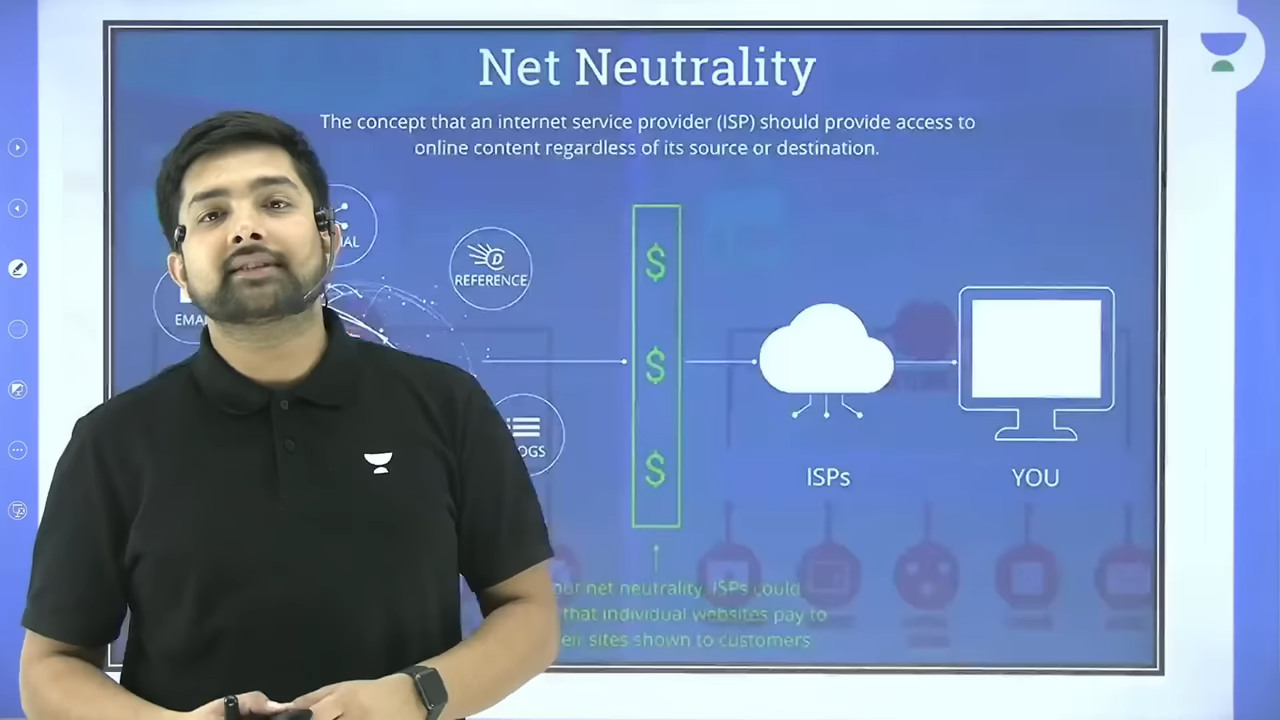 Net Neutrality
The concept that an internet service provider (ISP) should provide access to
online content regardless of its source or destination.
REFERENCE
ISPs
YOU
net neutrality, ISPs could
that individual websites pay to
sites shown to customers